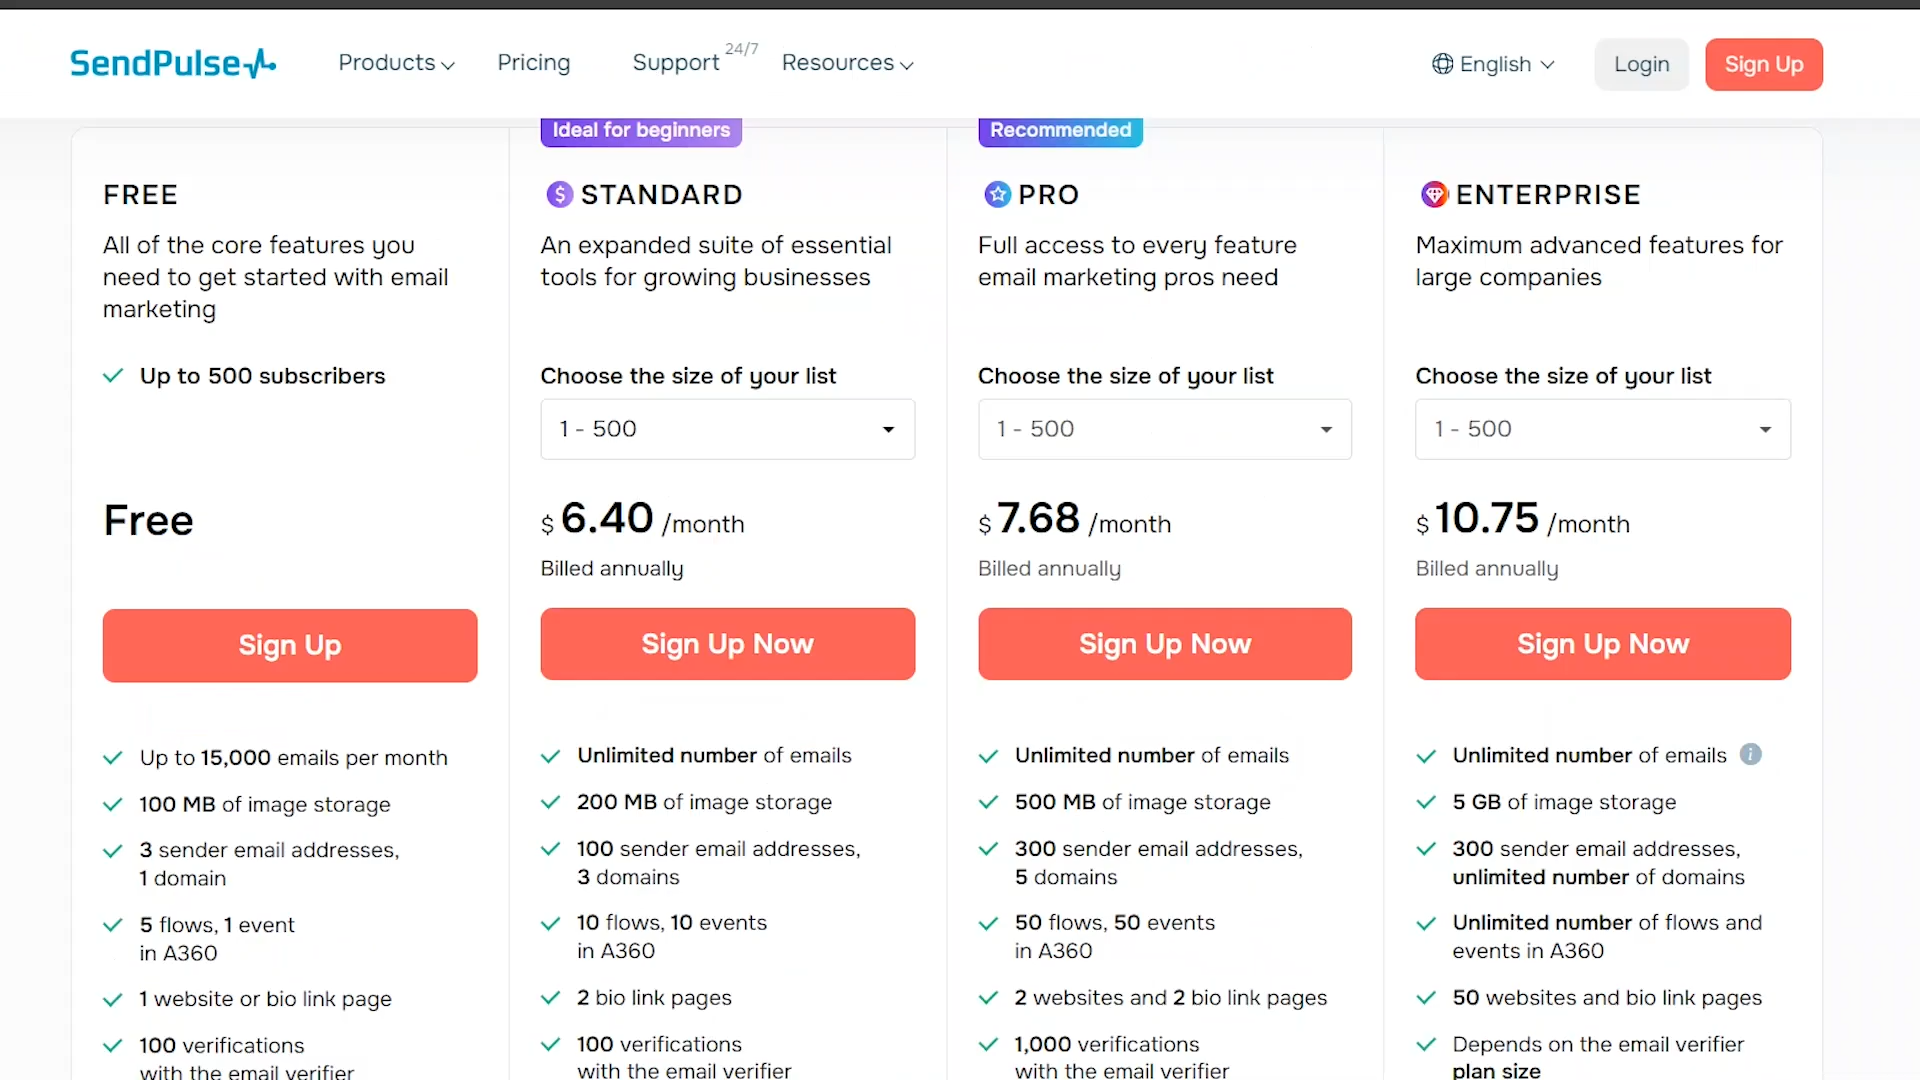 SendPulse
Products
Pricing
Support 24/7
Resources
English
Login
Sign Up
FREE
All of the core features you
need to get started with email
marketing
Up to 500 subscribers
Free
Sign Up
Up to 15,000 emails per month
100 MB of image storage
3 sender email addresses,
1 domain
5 flows, 1 event
in A360
1 website or bio link page
100 verifications
with the email verifier
Ideal for beginners
$ STANDARD
An expanded suite of essential
tools for growing businesses
Choose the size of your list
1 - 500
$ 6.40 /month
Billed annually
Sign Up Now
Unlimited number of emails
200 MB of image storage
100 sender email addresses,
3 domains
10 flows, 10 events
in A360
2 bio link pages
100 verifications
with the email verifier
Recommended
PRO
Full access to every feature
email marketing pros need
Choose the size of your list
1 - 500
$ 7.68 /month
Billed annually
Sign Up Now
Unlimited number of emails
500 MB of image storage
300 sender email addresses,
5 domains
50 flows, 50 events
in A360
2 websites and 2 bio link pages
1,000 verifications
with the email verifier
ENTERPRISE
Maximum advanced features for
large companies
Choose the size of your list
1 - 500
$ 10.75 /month
Billed annually
Sign Up Now
Unlimited number of emails i
5 GB of image storage
300 sender email addresses,
unlimited number of domains
Unlimited number of flows and
events in A360
50 websites and bio link pages
Depends on the email verifier
plan size